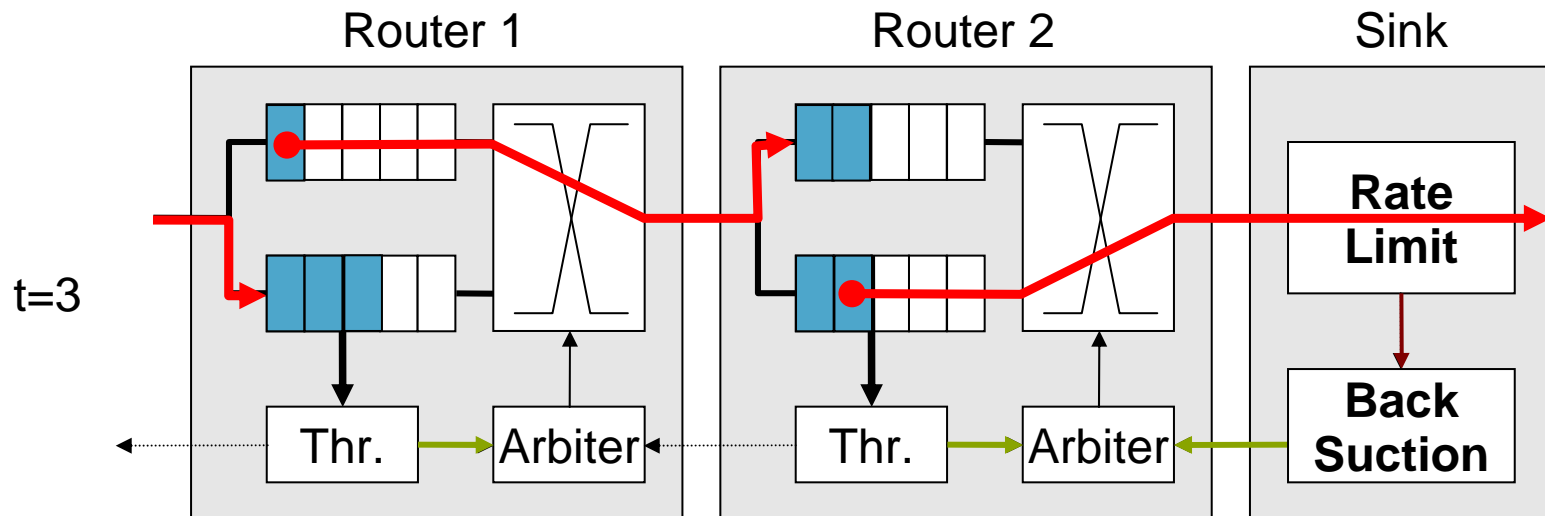 Router 1
Router 2
Sink
Rate
Limit
t=3
Thr.
Arbiter
Thr.
Arbiter
Back
Suction